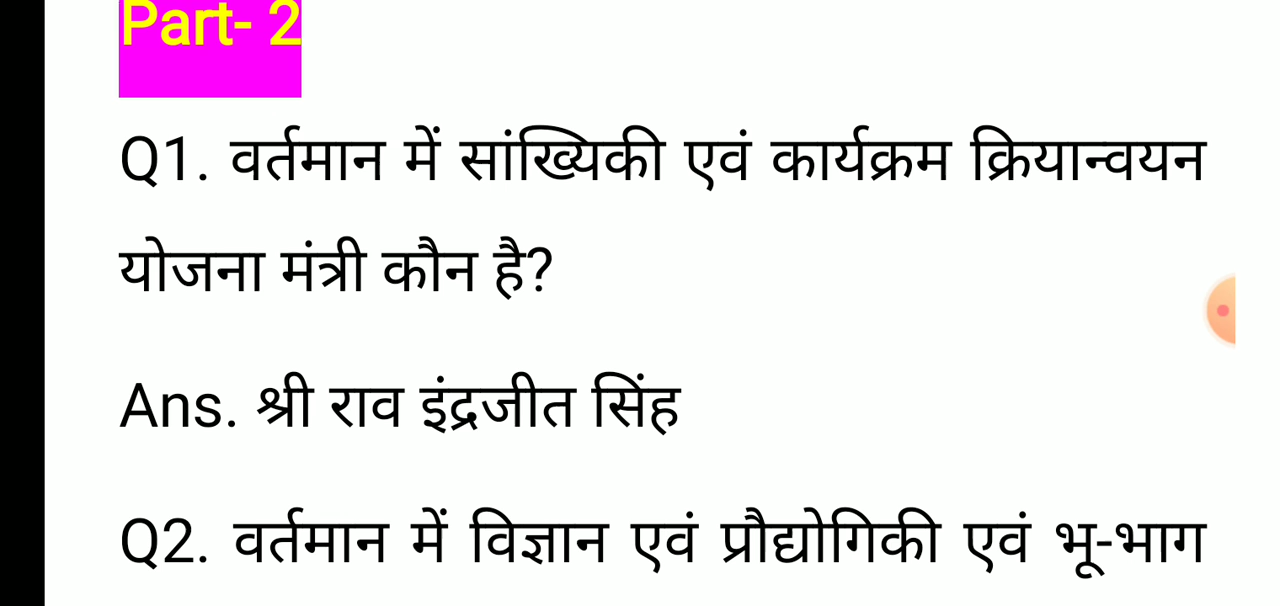 Part- 2
Q1. वर्तमान में सांख्यिकी एवं कार्यक्रम क्रियान्वयन
योजना मंत्री कौन है?
Ans. श्री राव इंद्रजीत सिंह
Q2. वर्तमान में विज्ञान एवं प्रौद्योगिकी एवं भू-भाग